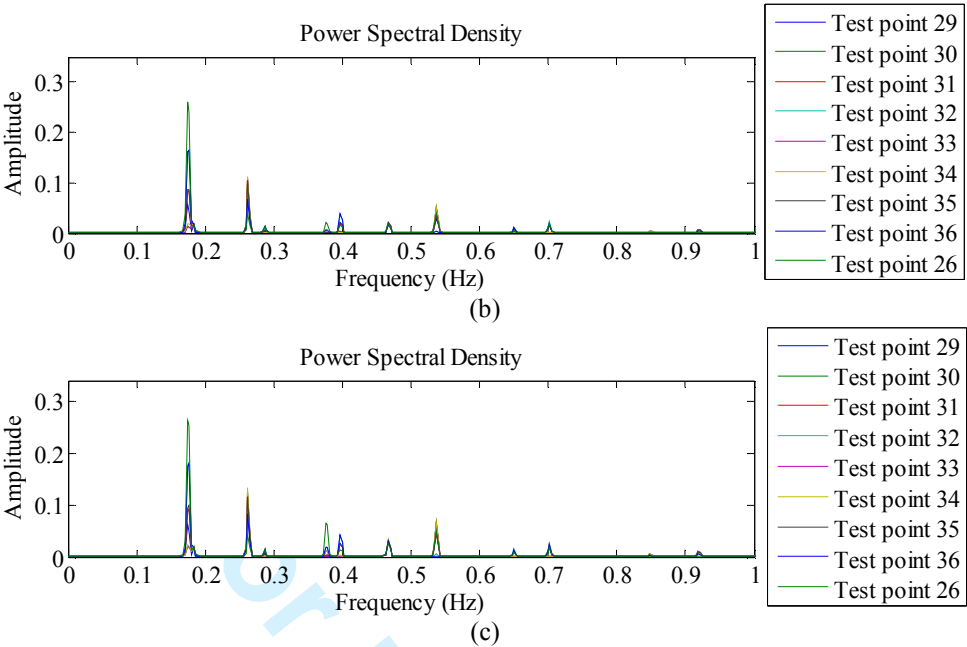 Power Spectral Density
Amplitude
0.3
0.2
0.1
0
0 0.1 0.2 0.3 0.4 0.5 0.6 0.7 0.8 0.9 1
Frequency (Hz)
(b)
Test point 29
Test point 30
Test point 31
Test point 32
Test point 33
Test point 34
Test point 35
Test point 36
Test point 26
Power Spectral Density
Amplitude
0.3
0.2
0.1
0
0 0.1 0.2 0.3 0.4 0.5 0.6 0.7 0.8 0.9 1
Frequency (Hz)
(c)
Test point 29
Test point 30
Test point 31
Test point 32
Test point 33
Test point 34
Test point 35
Test point 36
Test point 26